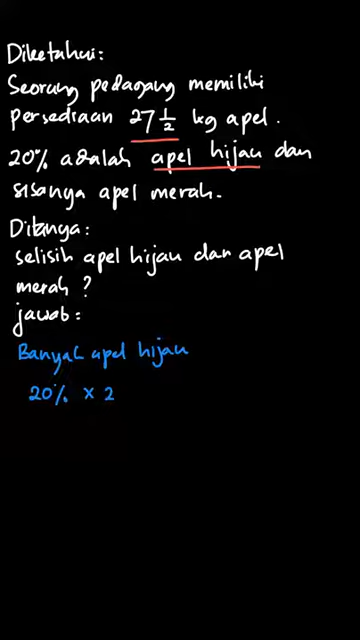 Diketahui:
Seorang pedagang memiliki
persediaan 27 1/2 kg apel.
20% adalah apel hijau dan
sisanya apel merah.
Ditanya:
selisih apel hijau dan apel
merah ?
jawab:
Banyak apel hijau
20% x 2